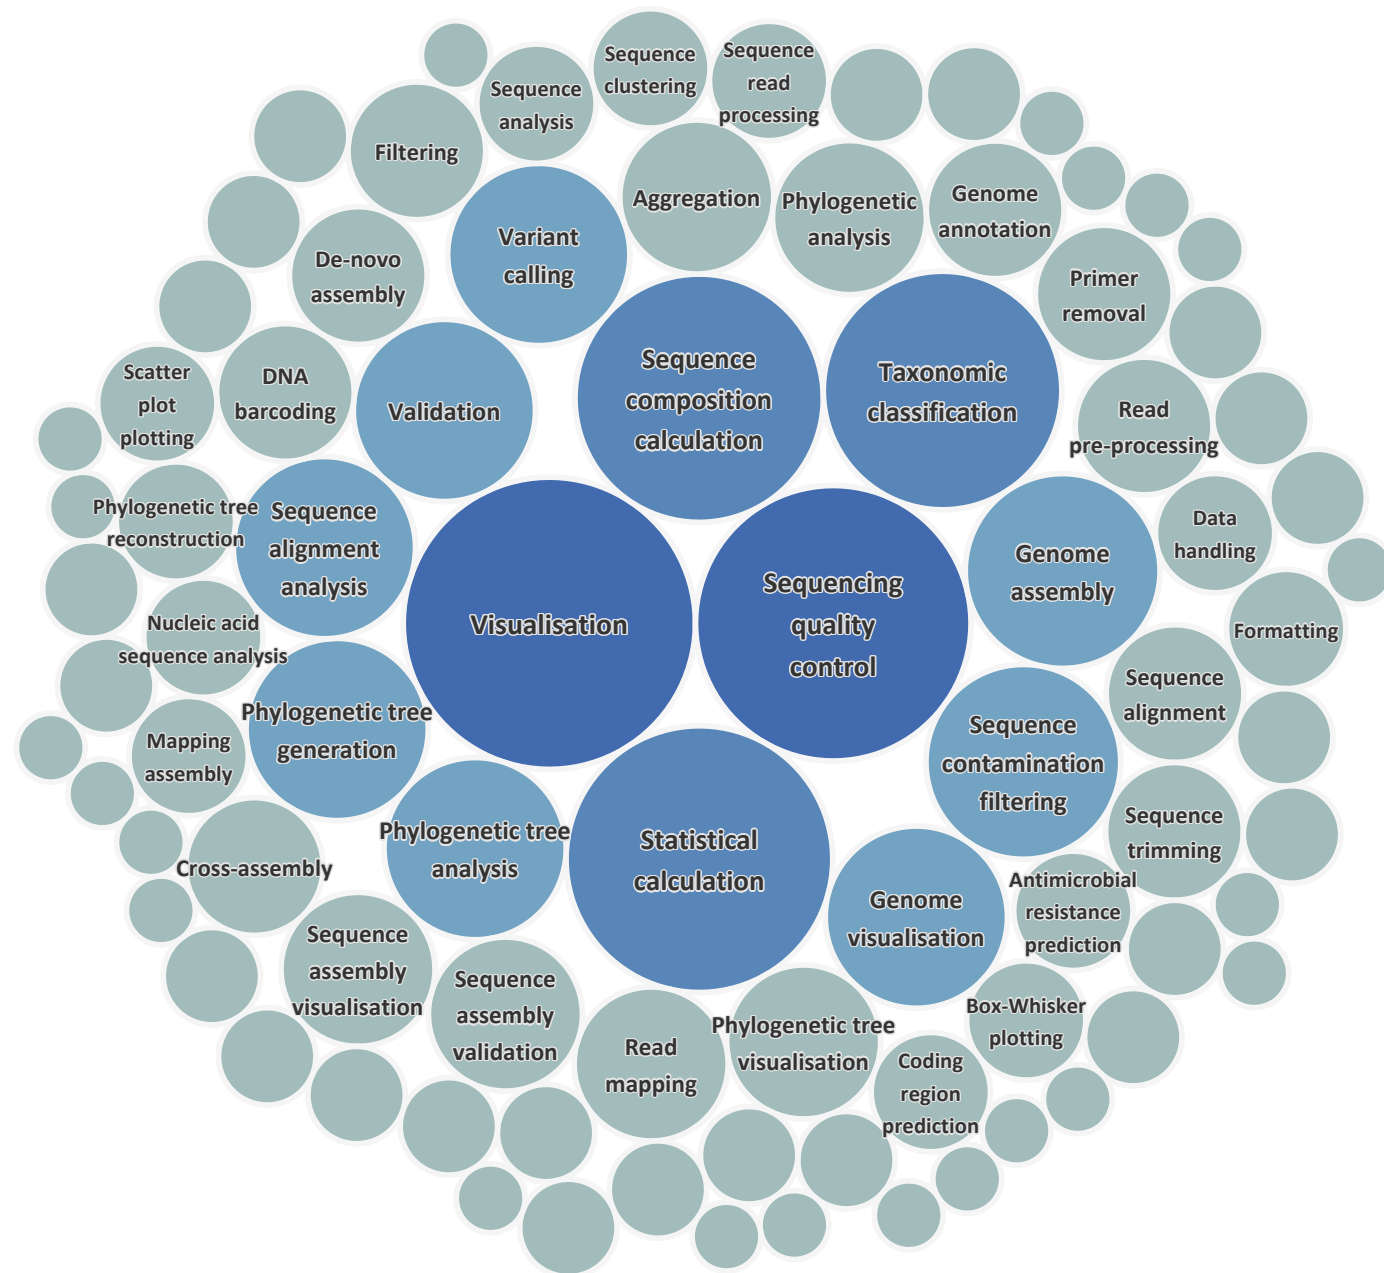 Sequence
clustering
Sequence
read
processing
Sequence
analysis
Filtering
Aggregation
Phylogenetic
analysis
Genome
annotation
Variant
calling
De-novo
assembly
Primer
removal
Sequence
composition
calculation
Taxonomic
classification
Scatter
plot
plotting
DNA
barcoding
Validation
Read
pre-processing
Phylogenetic tree
reconstruction
Sequence
alignment
analysis
Data
handling
Genome
assembly
Visualisation
Sequencing
quality
control
Nucleic acid
sequence analysis
Formatting
Sequence
alignment
Phylogenetic tree
generation
Mapping
assembly
Sequence
contamination
filtering
Phylogenetic tree
analysis
Statistical
calculation
Sequence
trimming
Cross-assembly
Antimicrobial
resistance
prediction
Genome
visualisation
Sequence
assembly
visualisation
Sequence
assembly
validation
Box-Whisker
plotting
Phylogenetic tree
visualisation
Read
mapping
Coding
region
prediction